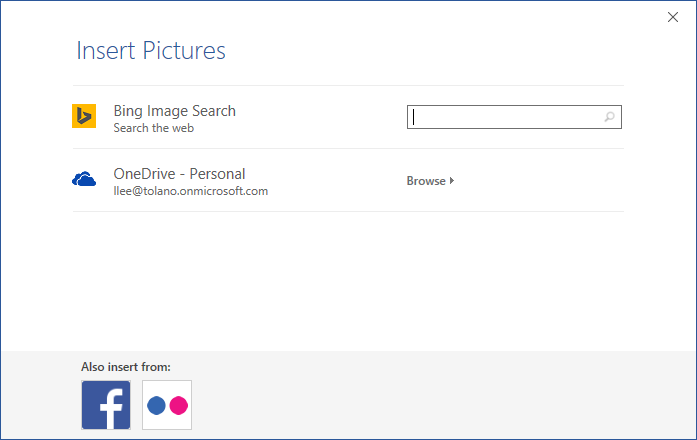 Insert Pictures
Bing Image Search
Search the web
OneDrive - Personal
llee@tolano.onmicrosoft.com
Browse
Also insert from: